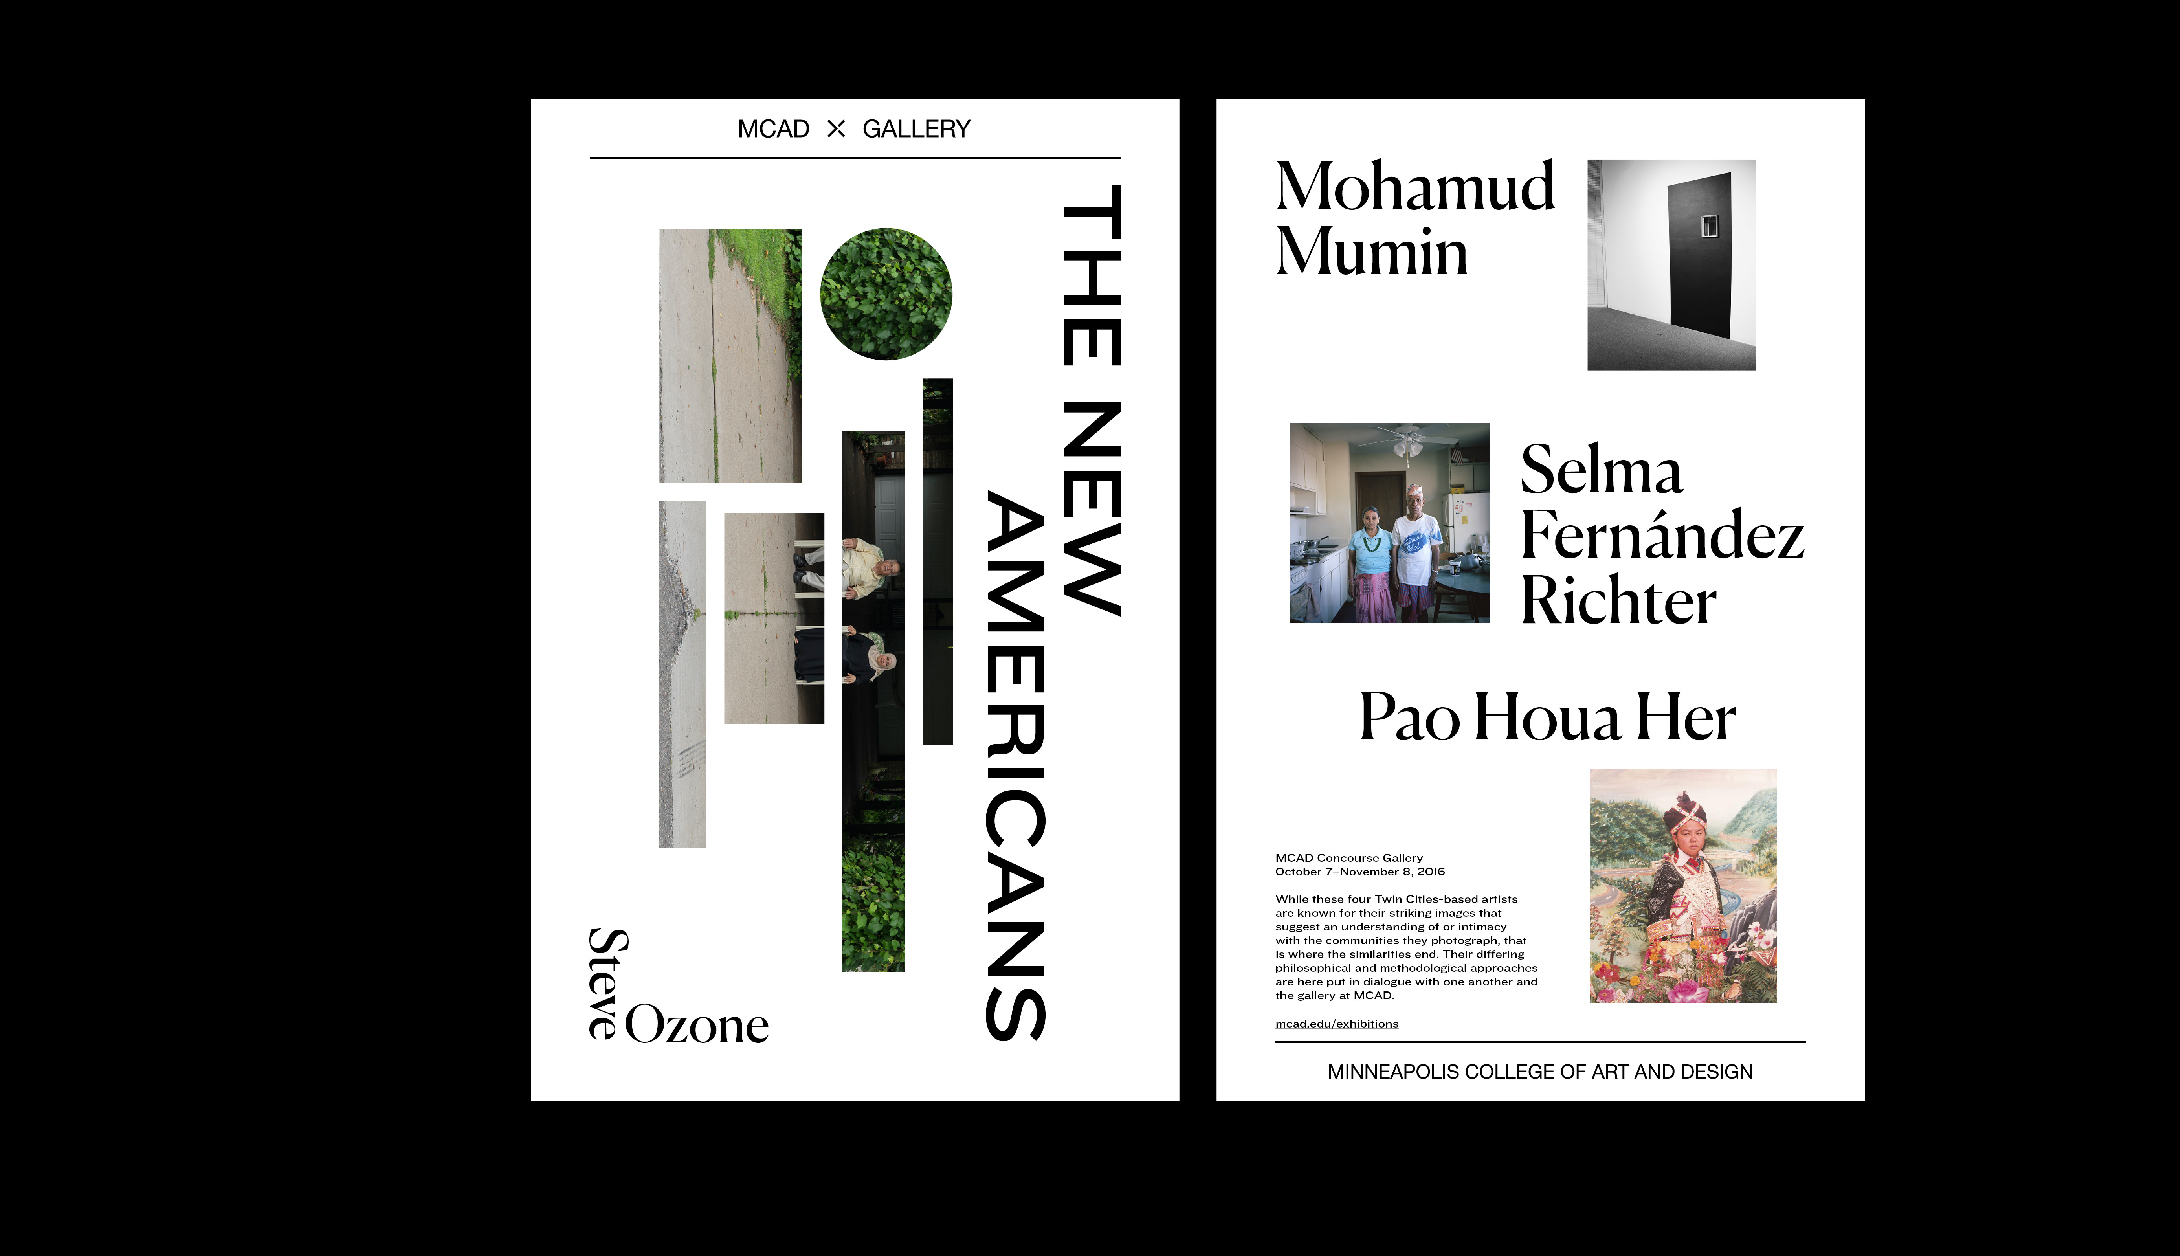 MCAD × GALLERY
THE NEW
AMERICANS
Steve
Ozone
Mohamud
Mumin
Selma
Fernández
Richter
Pao Houa Her
MCAD Concourse Gallery
October 7–November 8, 2016
While these four Twin Cities-based artists
are known for their striking images that
suggest an understanding of or intimacy
with the communities they photograph, that
is where the similarities end. Their differing
philosophical and methodological approaches
are here put in dialogue with one another and
the gallery at MCAD.
mcad.edu/exhibitions
MINNEAPOLIS COLLEGE OF ART AND DESIGN